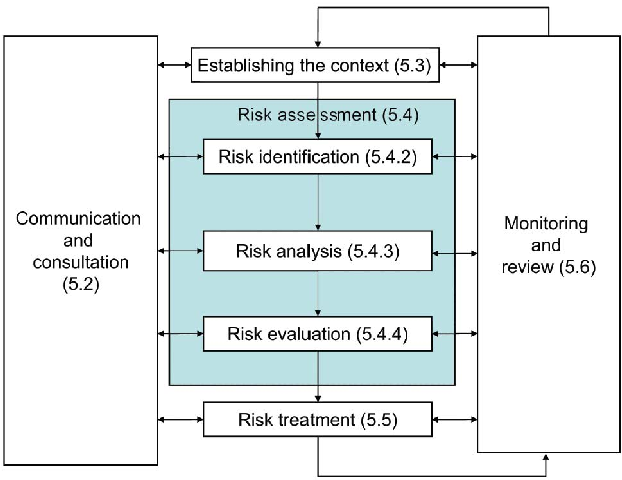 Establishing the context (5.3)
Risk assessment (5.4)
Risk identification (5.4.2)
Communication
and
consultation
(5.2)
Risk analysis (5.4.3)
Monitoring
and
review (5.6)
Risk evaluation (5.4.4)
Risk treatment (5.5)